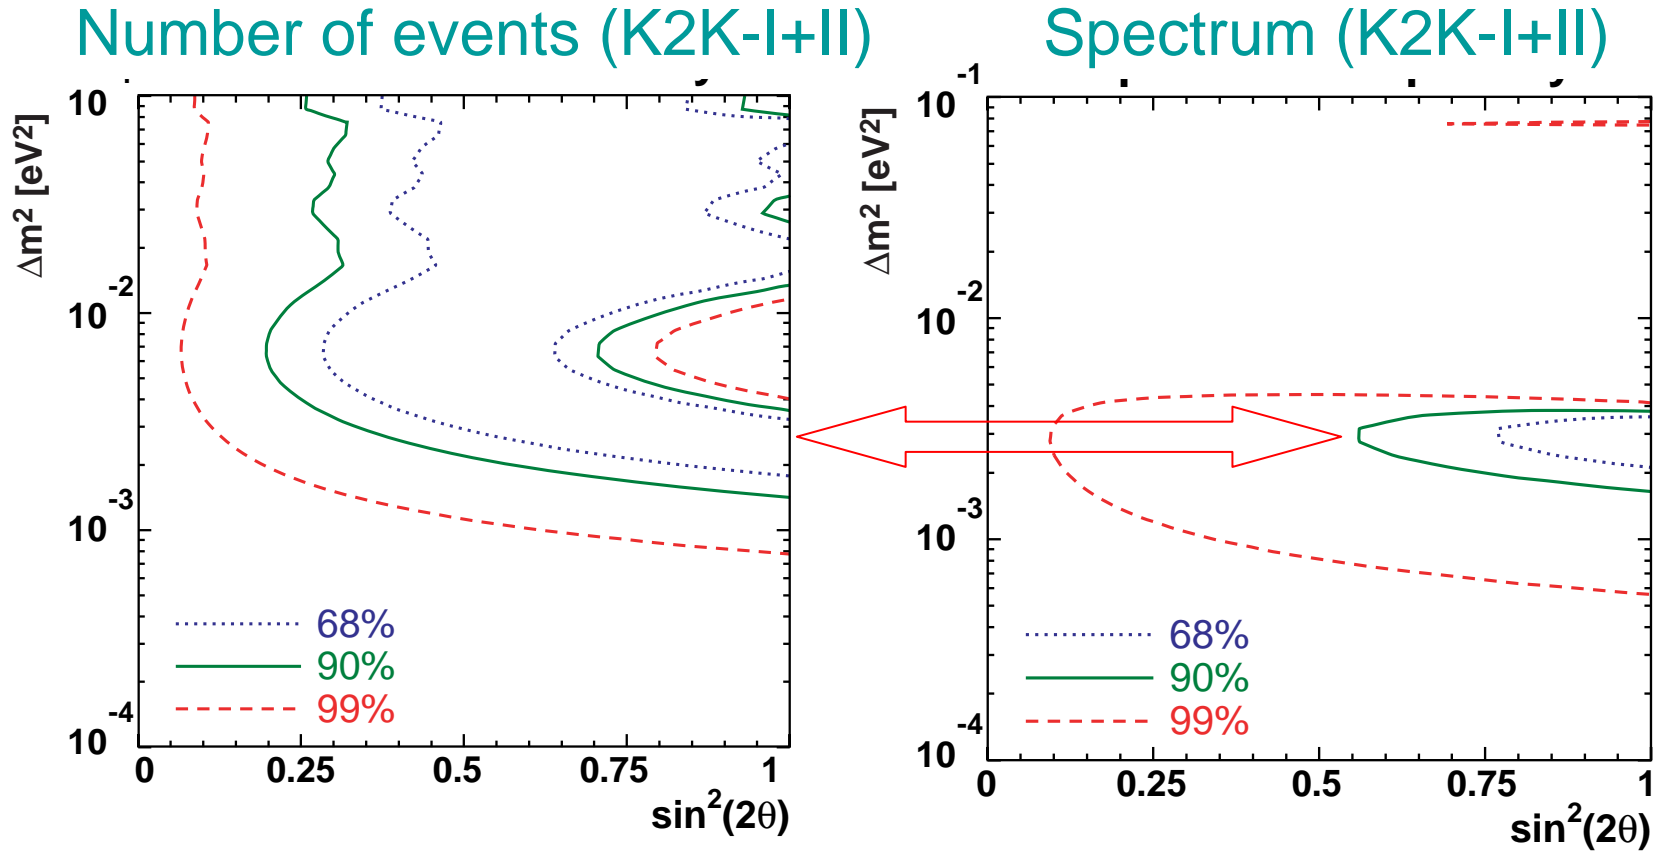 Number of events (K2K-I+II)
Spectrum (K2K-I+II)
Δm² [eV²]
10
10⁻²
10⁻³
10⁻⁴
0 0.25 0.5 0.75 1
sin²(2θ)
68%
90%
99%
Δm² [eV²]
10⁻¹
10⁻²
10⁻³
10⁻⁴
0 0.25 0.5 0.75 1
sin²(2θ)
68%
90%
99%